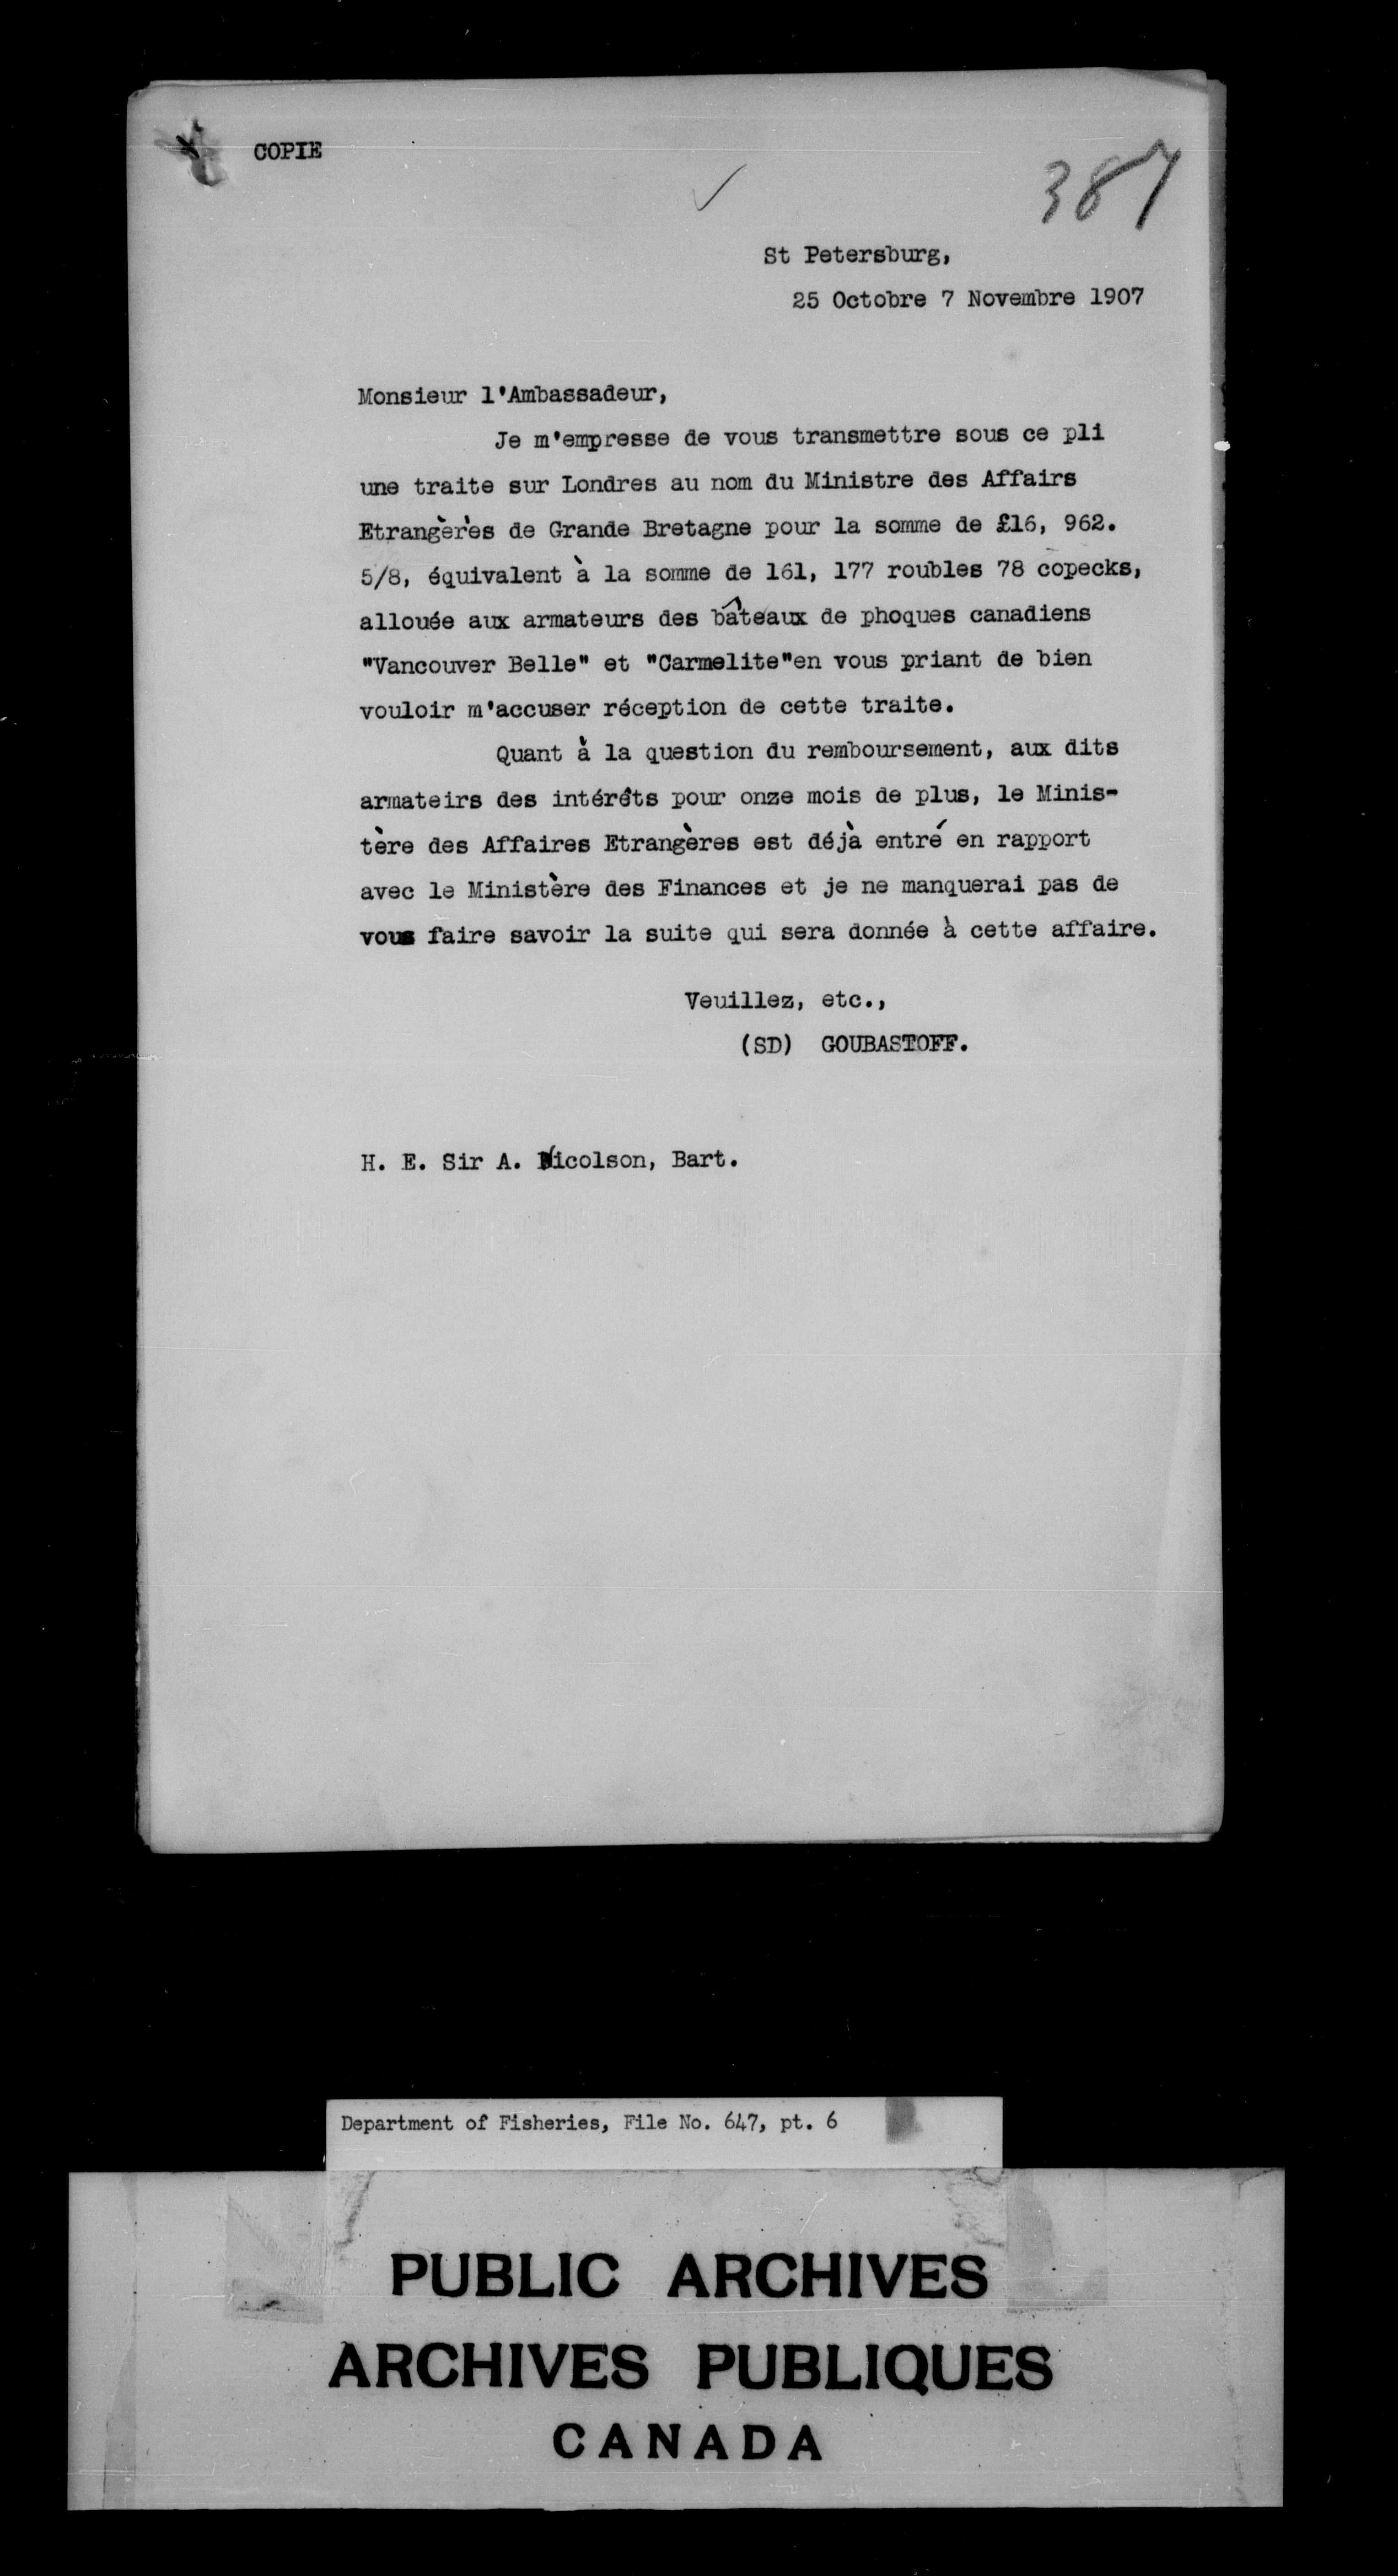 COPIE
387
St Petersburg,
25 Octobre 7 Novembre 1907
Monsieur l'Ambassadeur,
Je m'empresse de vous transmettre sous ce pli
une traite sur Londres au nom du Ministre des Affairs
Etrangèrès de Grande Bretagne pour la somme de £16, 962.
5/8, équivalent à la somme de 161, 177 roubles 78 copecks,
allouée aux armateurs des bâteaux de phoques canadiens
"Vancouver Belle" et "Carmelite"en vous priant de bien
vouloir m'accuser réception de cette traite.
Quant à la question du remboursement, aux dits
armateirs des intérêts pour onze mois de plus, le Minis-
tère des Affaires Etrangères est déjà entré en rapport
avec le Ministère des Finances et je ne manquerai pas de
vous faire savoir la suite qui sera donnée à cette affaire.
Veuillez, etc.,
(SD) GOUBASTOFF.
H. E. Sir A. Nicolson, Bart.
Department of Fisheries, File No. 647, pt. 6
PUBLIC ARCHIVES
ARCHIVES PUBLIQUES
CANADA